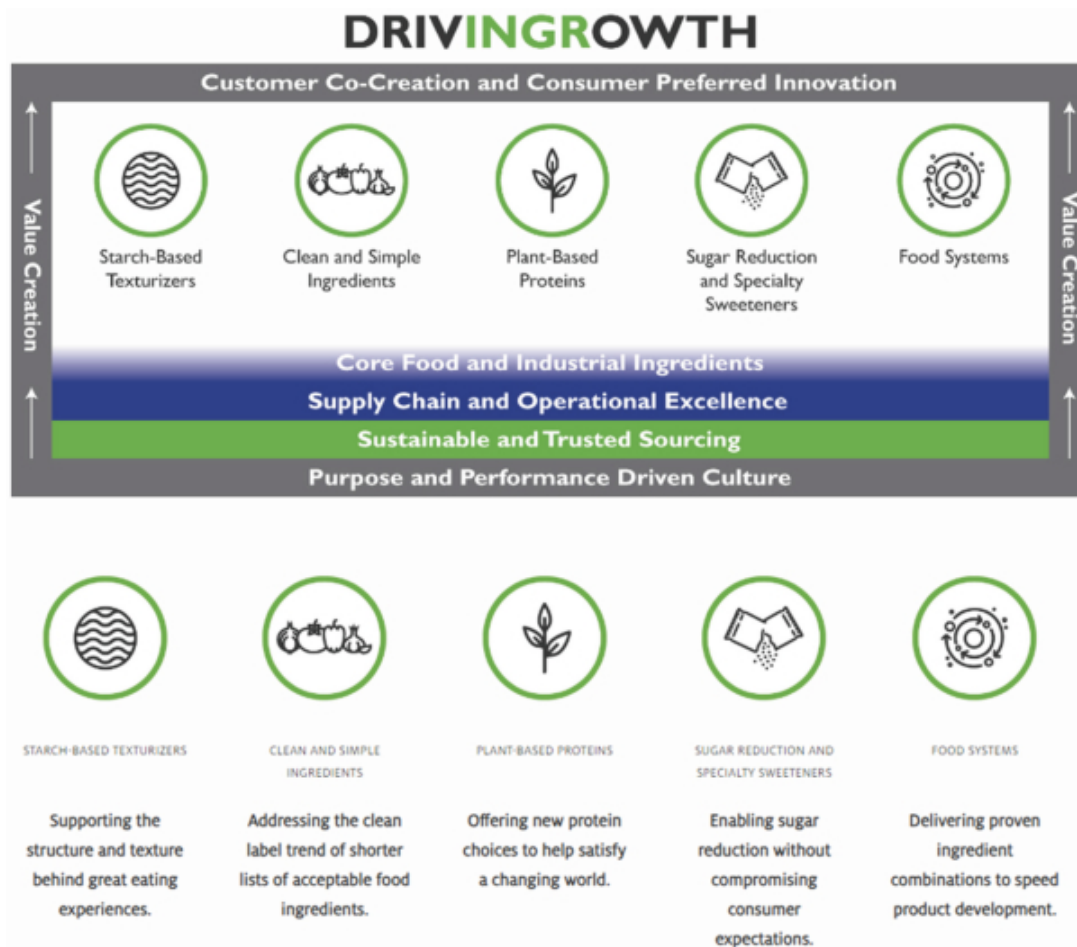 DRIVINGROWTH
Customer Co-Creation and Consumer Preferred Innovation
Value Creation
Value Creation
Starch-Based
Texturizers
Clean and Simple
Ingredients
Plant-Based
Proteins
Sugar Reduction
and Specialty
Sweeteners
Food Systems
Core Food and Industrial Ingredients
Supply Chain and Operational Excellence
Sustainable and Trusted Sourcing
Purpose and Performance Driven Culture
STARCH-BASED TEXTURIZERS
Supporting the
structure and texture
behind great eating
experiences.
CLEAN AND SIMPLE
INGREDIENTS
Addressing the clean
label trend of shorter
lists of acceptable food
ingredients.
PLANT-BASED PROTEINS
Offering new protein
choices to help satisfy
a changing world.
SUGAR REDUCTION AND
SPECIALTY SWEETENERS
Enabling sugar
reduction without
compromising
consumer
expectations.
FOOD SYSTEMS
Delivering proven
ingredient
combinations to speed
product development.